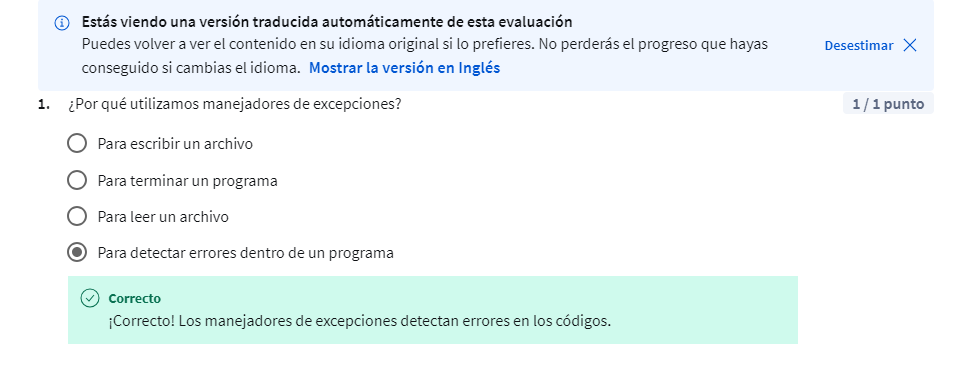 Estás viendo una versión traducida automáticamente de esta evaluación
Puedes volver a ver el contenido en su idioma original si lo prefieres. No perderás el progreso que hayas
conseguido si cambias el idioma. Mostrar la versión en Inglés
Desestimar
1. ¿Por qué utilizamos manejadores de excepciones?
1 / 1 punto
Para escribir un archivo
Para terminar un programa
Para leer un archivo
Para detectar errores dentro de un programa
Correcto
¡Correcto! Los manejadores de excepciones detectan errores en los códigos.